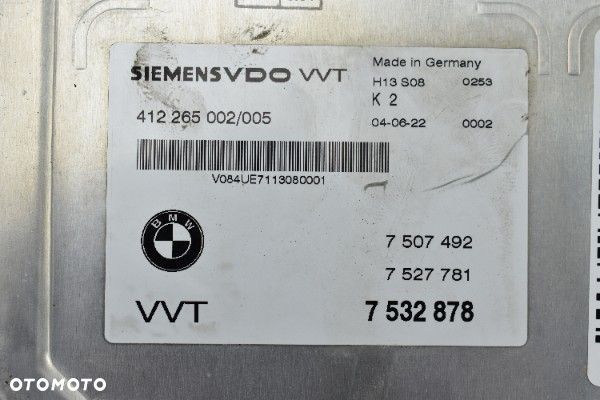 SIEMENSVDO VVT
Made in Germany
H13 S08 0253
K 2
412 265 002/005
04-06-22 0002
V084UE7113080001
BMW
7 507 492
7 527 781
VVT 7 532 878
OTOMOTO